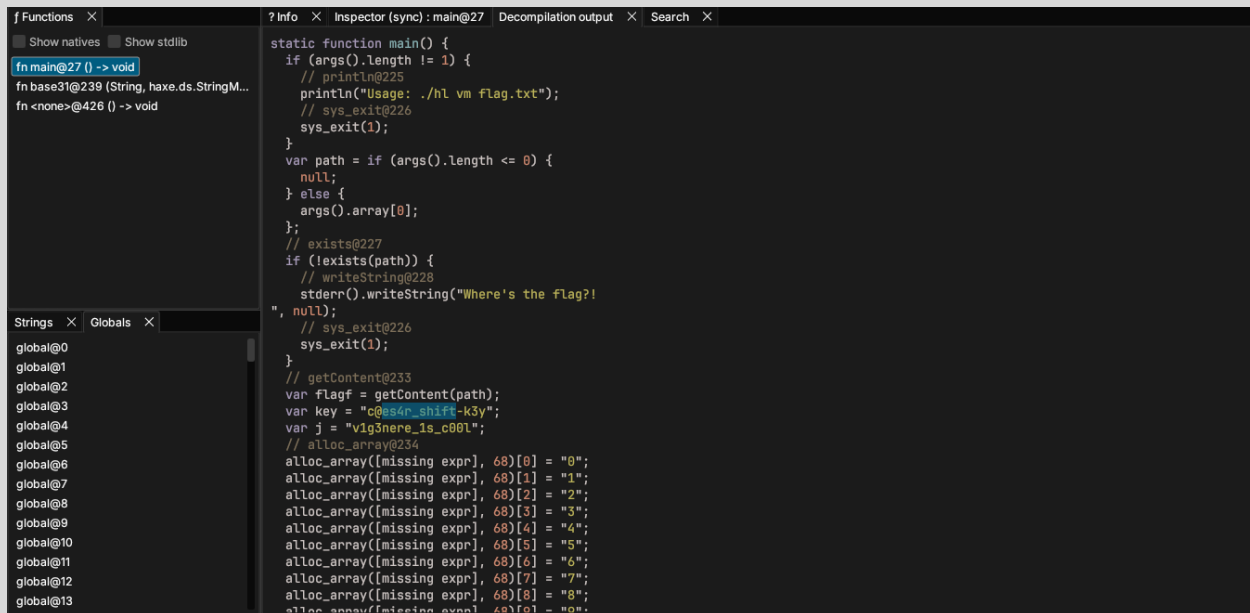 ƒ Functions ✕
Show natives Show stdlib
fn main@27 () -> void
fn base31@239 (String, haxe.ds.StringM...
fn <none>@426 () -> void
Strings ✕ Globals ✕
global@0
global@1
global@2
global@3
global@4
global@5
global@6
global@7
global@8
global@9
global@10
global@11
global@12
global@13
? Info ✕ Inspector (sync) : main@27 Decompilation output ✕ Search ✕
static function main() {
  if (args().length != 1) {
    // println@225
    println("Usage: ./hl vm flag.txt");
    // sys_exit@226
    sys_exit(1);
  }
  var path = if (args().length <= 0) {
    null;
  } else {
    args().array[0];
  };
  // exists@227
  if (!exists(path)) {
    // writeString@228
    stderr().writeString("Where's the flag?!
", null);
    // sys_exit@226
    sys_exit(1);
  }
  // getContent@233
  var flagf = getContent(path);
  var key = "c@es4r_shift-k3y";
  var j = "v1g3nere_1s_c00l";
  // alloc_array@234
  alloc_array([missing expr], 68)[0] = "0";
  alloc_array([missing expr], 68)[1] = "1";
  alloc_array([missing expr], 68)[2] = "2";
  alloc_array([missing expr], 68)[3] = "3";
  alloc_array([missing expr], 68)[4] = "4";
  alloc_array([missing expr], 68)[5] = "5";
  alloc_array([missing expr], 68)[6] = "6";
  alloc_array([missing expr], 68)[7] = "7";
  alloc_array([missing expr], 68)[8] = "8";
  alloc_array([missing expr], 68)[9] = "9";